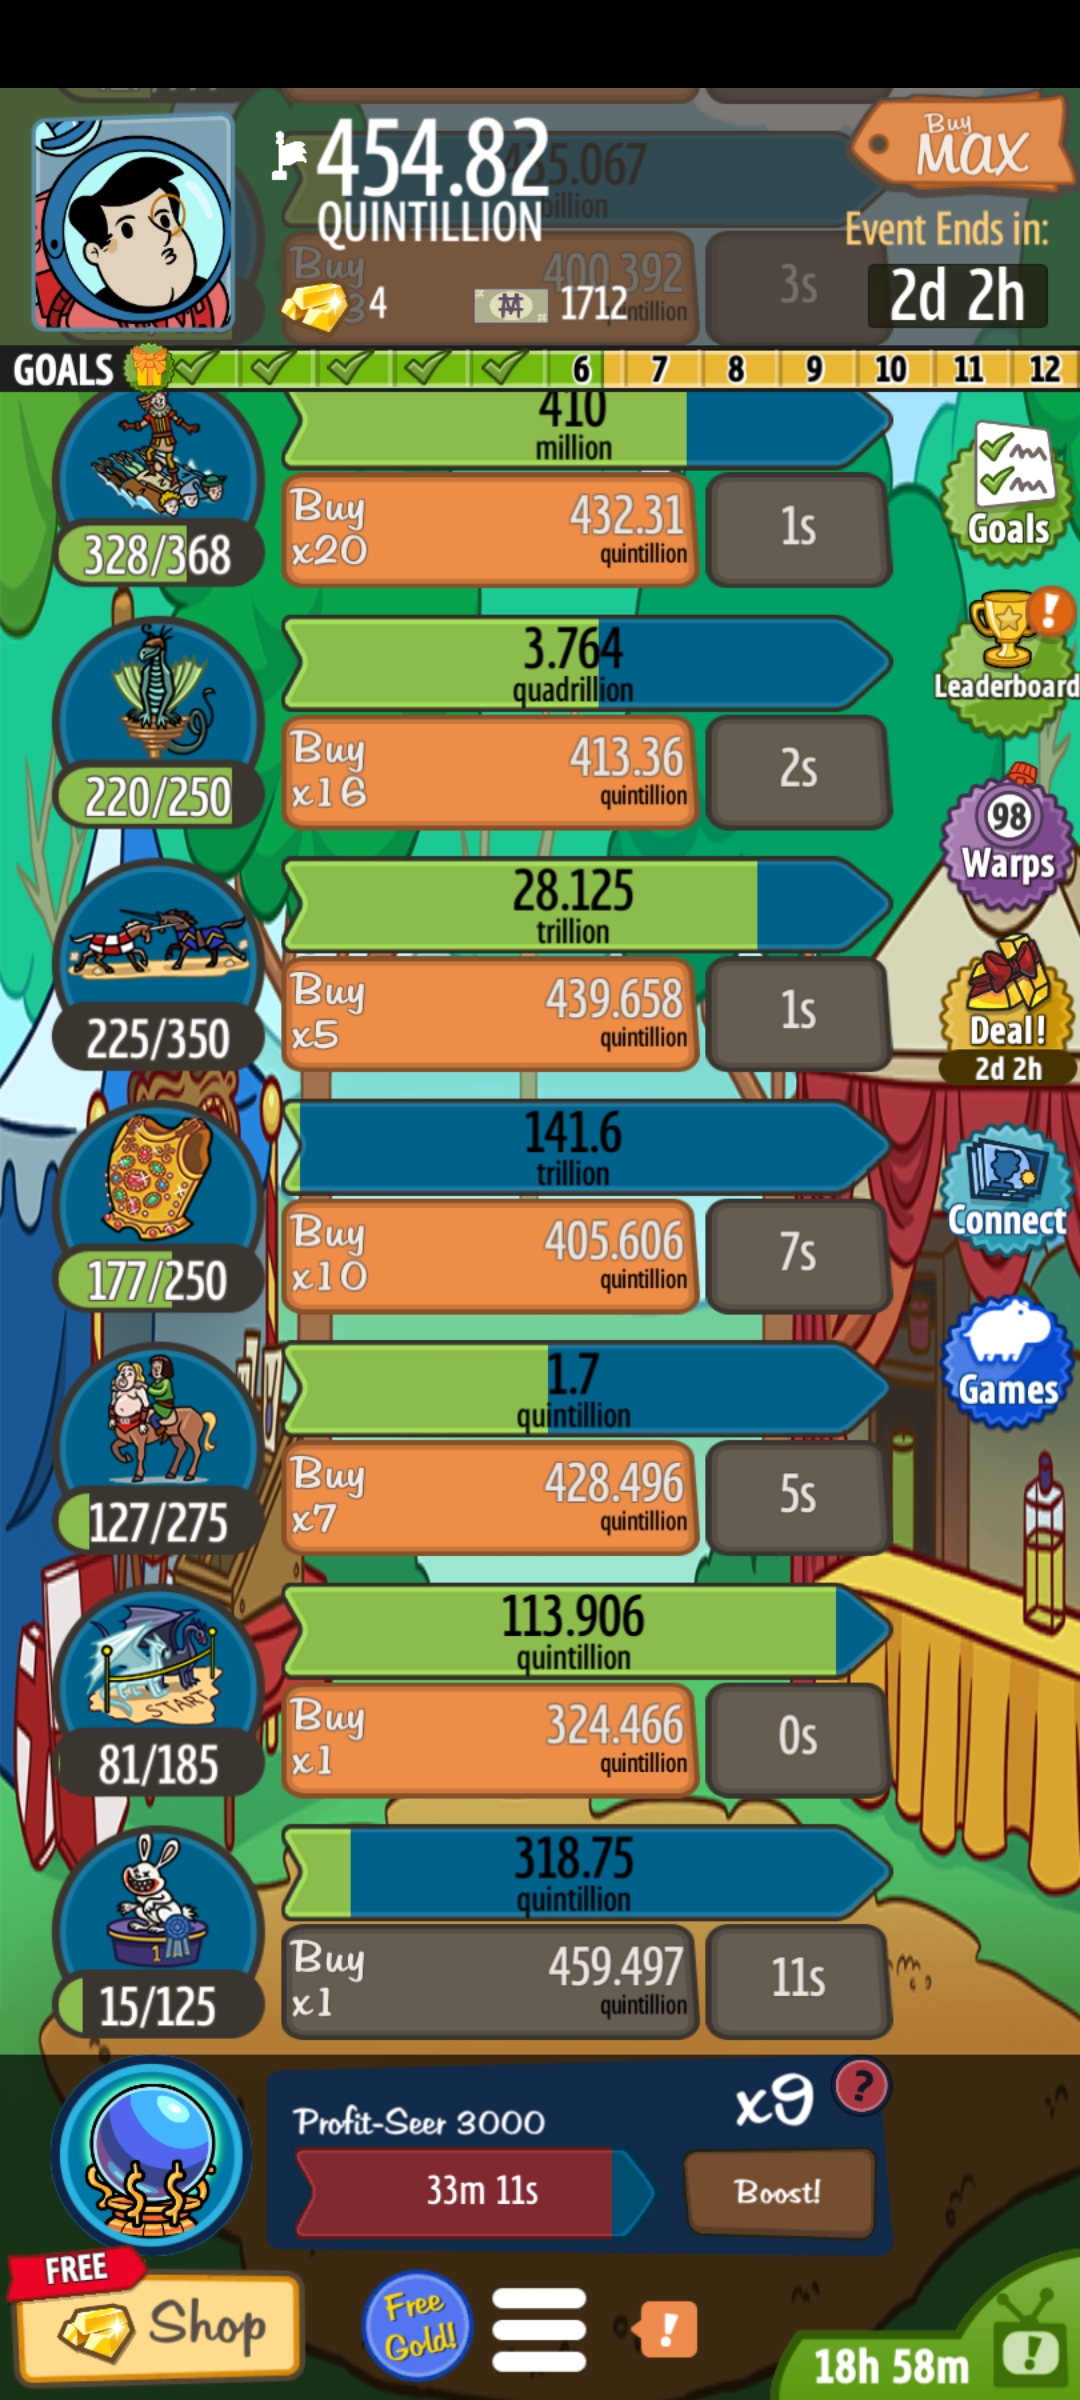 454.82
QUINTILLION
Buy
MAX
Event Ends in:
2d 2h
4
1712
Buy
400.392
3s
GOALS 6 7 8 9 10 11 12
410
million
328/368
Buy
x20
432.31
quintillion
1s
Goals
3.764
quadrillion
220/250
Buy
x16
413.36
quintillion
2s
Leaderboard
28.125
trillion
225/350
Buy
x5
439.658
quintillion
1s
98
Warps
Deal!
2d 2h
141.6
trillion
177/250
Buy
x10
405.606
quintillion
7s
Connect
1.7
quintillion
127/275
Buy
x7
428.496
quintillion
5s
Games
113.906
quintillion
START
81/185
Buy
x1
324.466
quintillion
0s
318.75
quintillion
1
15/125
Buy
x1
459.497
quintillion
11s
Profit-Seer 3000
x9
?
33m 11s
Boost!
FREE
Shop
Free
Gold!
!
18h 58m
!